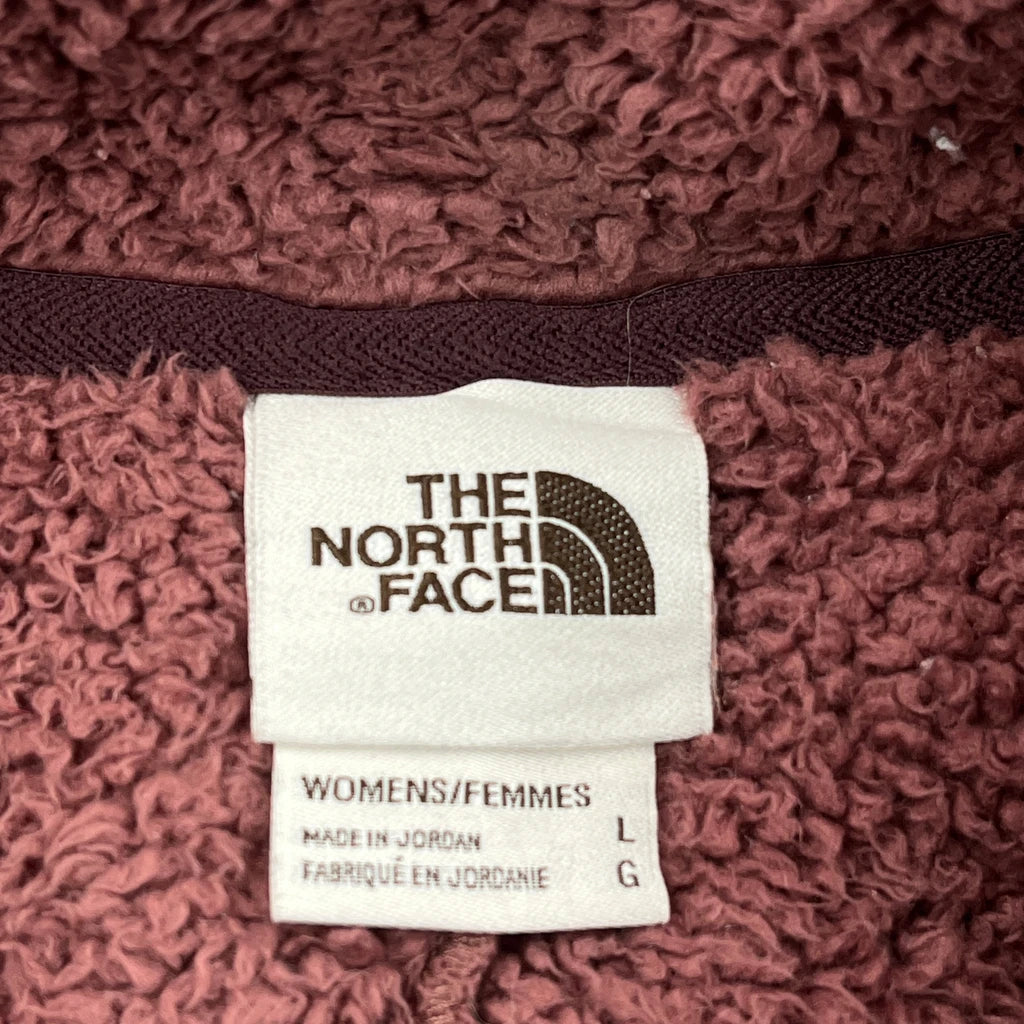 THE
NORTH
®FACE
WOMENS/FEMMES
MADE IN JORDAN L
FABRIQUÉ EN JORDANIE G